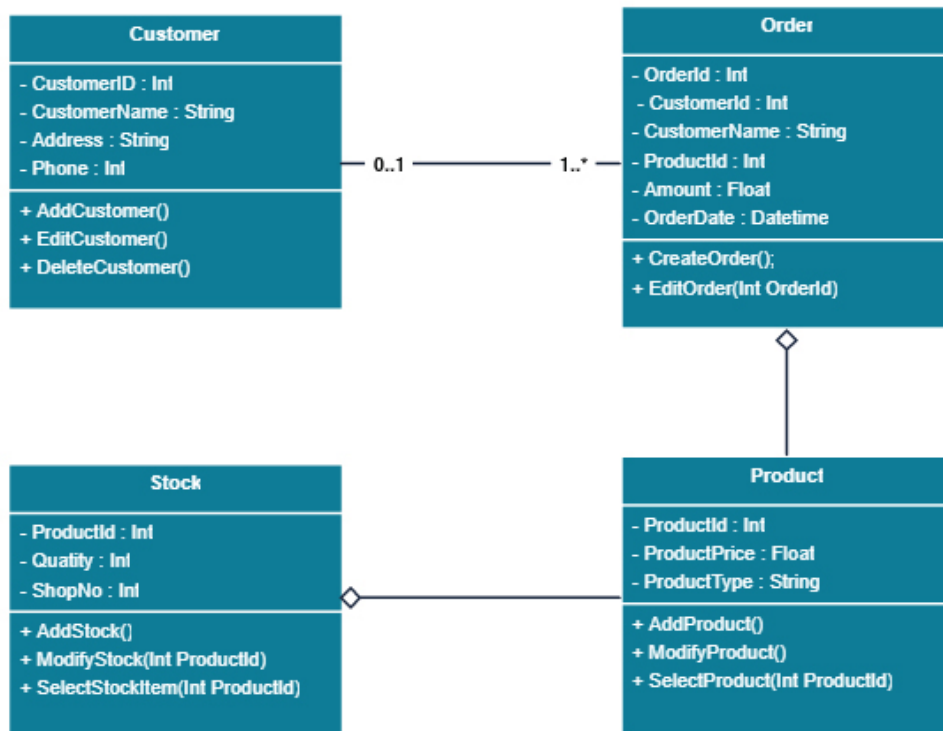 Customer
- CustomerID : Int
- CustomerName : String
- Address : String
- Phone : Int
+ AddCustomer()
+ EditCustomer()
+ DeleteCustomer()
0..1
1..*
Order
- OrderId : Int
- CustomerId : Int
- CustomerName : String
- ProductId : Int
- Amount : Float
- OrderDate : Datetime
+ CreateOrder();
+ EditOrder(Int OrderId)
Stock
- ProductId : Int
- Quatity : Int
- ShopNo : Int
+ AddStock()
+ ModifyStock(Int ProductId)
+ SelectStockItem(Int ProductId)
Product
- ProductId : Int
- ProductPrice : Float
- ProductType : String
+ AddProduct()
+ ModifyProduct()
+ SelectProduct(Int ProductId)